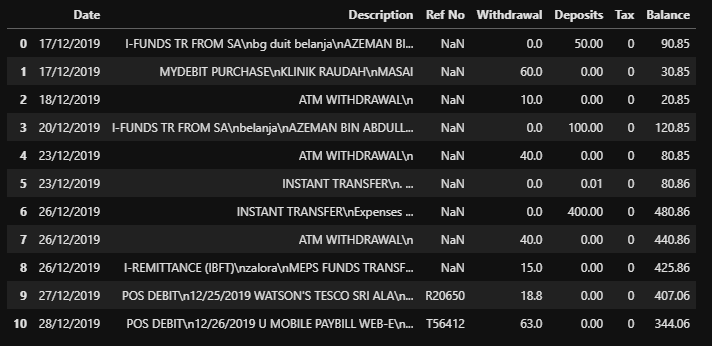 Date Description Ref No Withdrawal Deposits Tax Balance
0 17/12/2019 I-FUNDS TR FROM SA\nbg duit belanja\nAZEMAN BI... NaN 0.0 50.00 0 90.85
1 17/12/2019 MYDEBIT PURCHASE\nKLINIK RAUDAH\nMASAI NaN 60.0 0.00 0 30.85
2 18/12/2019 ATM WITHDRAWAL\n NaN 10.0 0.00 0 20.85
3 20/12/2019 I-FUNDS TR FROM SA\nbelanja\nAZEMAN BIN ABDULL... NaN 0.0 100.00 0 120.85
4 23/12/2019 ATM WITHDRAWAL\n NaN 40.0 0.00 0 80.85
5 23/12/2019 INSTANT TRANSFER\n. ... NaN 0.0 0.01 0 80.86
6 26/12/2019 INSTANT TRANSFER\nExpenses ... NaN 0.0 400.00 0 480.86
7 26/12/2019 ATM WITHDRAWAL\n NaN 40.0 0.00 0 440.86
8 26/12/2019 I-REMITTANCE (IBFT)\nzalora\nMEPS FUNDS TRANSF... NaN 15.0 0.00 0 425.86
9 27/12/2019 POS DEBIT\n12/25/2019 WATSON'S TESCO SRI ALA\n... R20650 18.8 0.00 0 407.06
10 28/12/2019 POS DEBIT\n12/26/2019 U MOBILE PAYBILL WEB-E\n... T56412 63.0 0.00 0 344.06